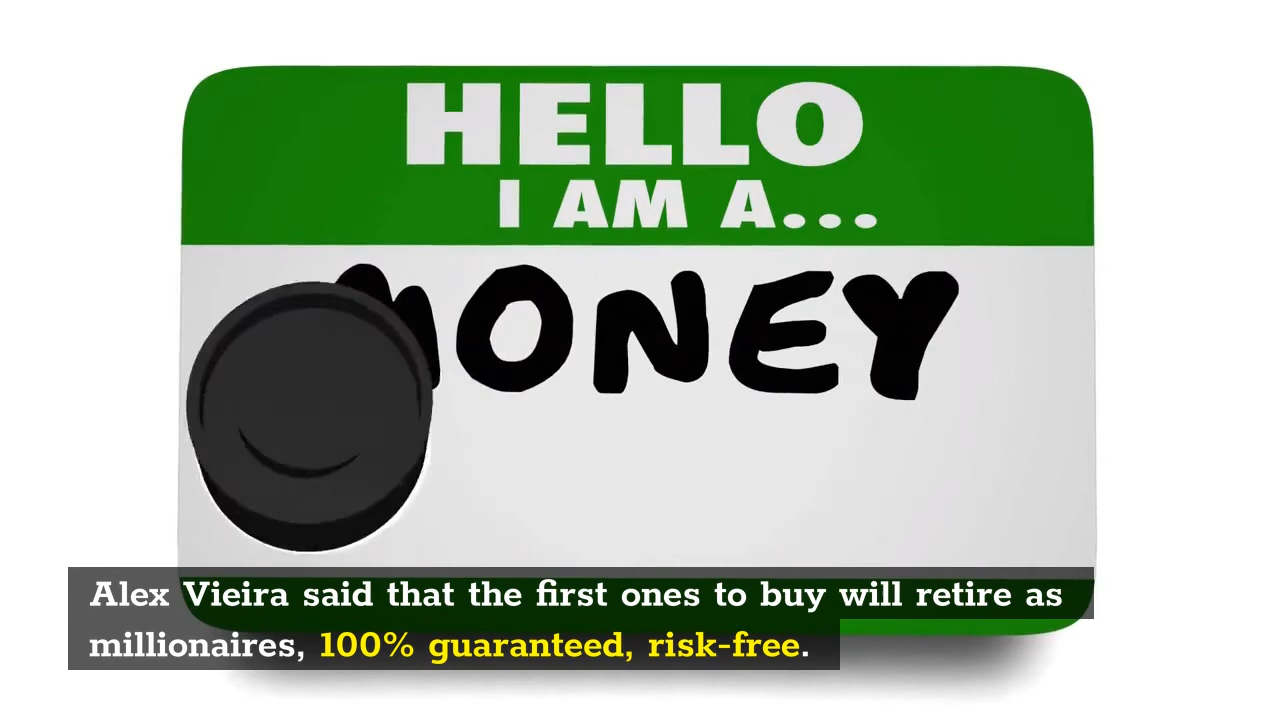 HELLO
I AM A...
MONEY
Alex Vieira said that the first ones to buy will retire as
millionaires, 100% guaranteed, risk-free.